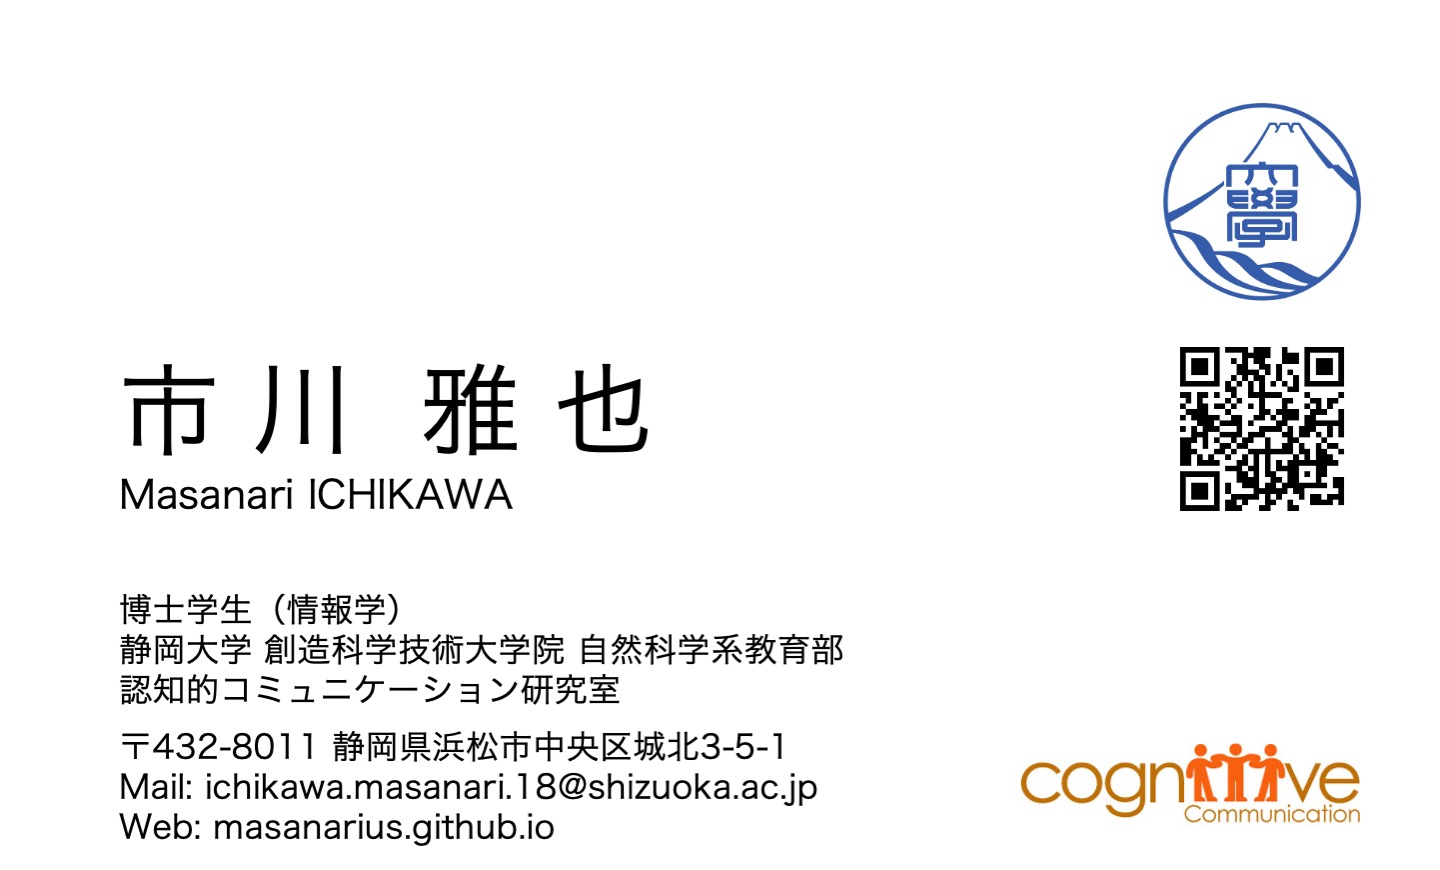 大學
市川 雅也
Masanari ICHIKAWA
博士学生（情報学）
静岡大学 創造科学技術大学院 自然科学系教育部
認知的コミュニケーション研究室
〒432-8011 静岡県浜松市中央区城北3-5-1
Mail: ichikawa.masanari.18@shizuoka.ac.jp
Web: masanarius.github.io
cognitive
Communication